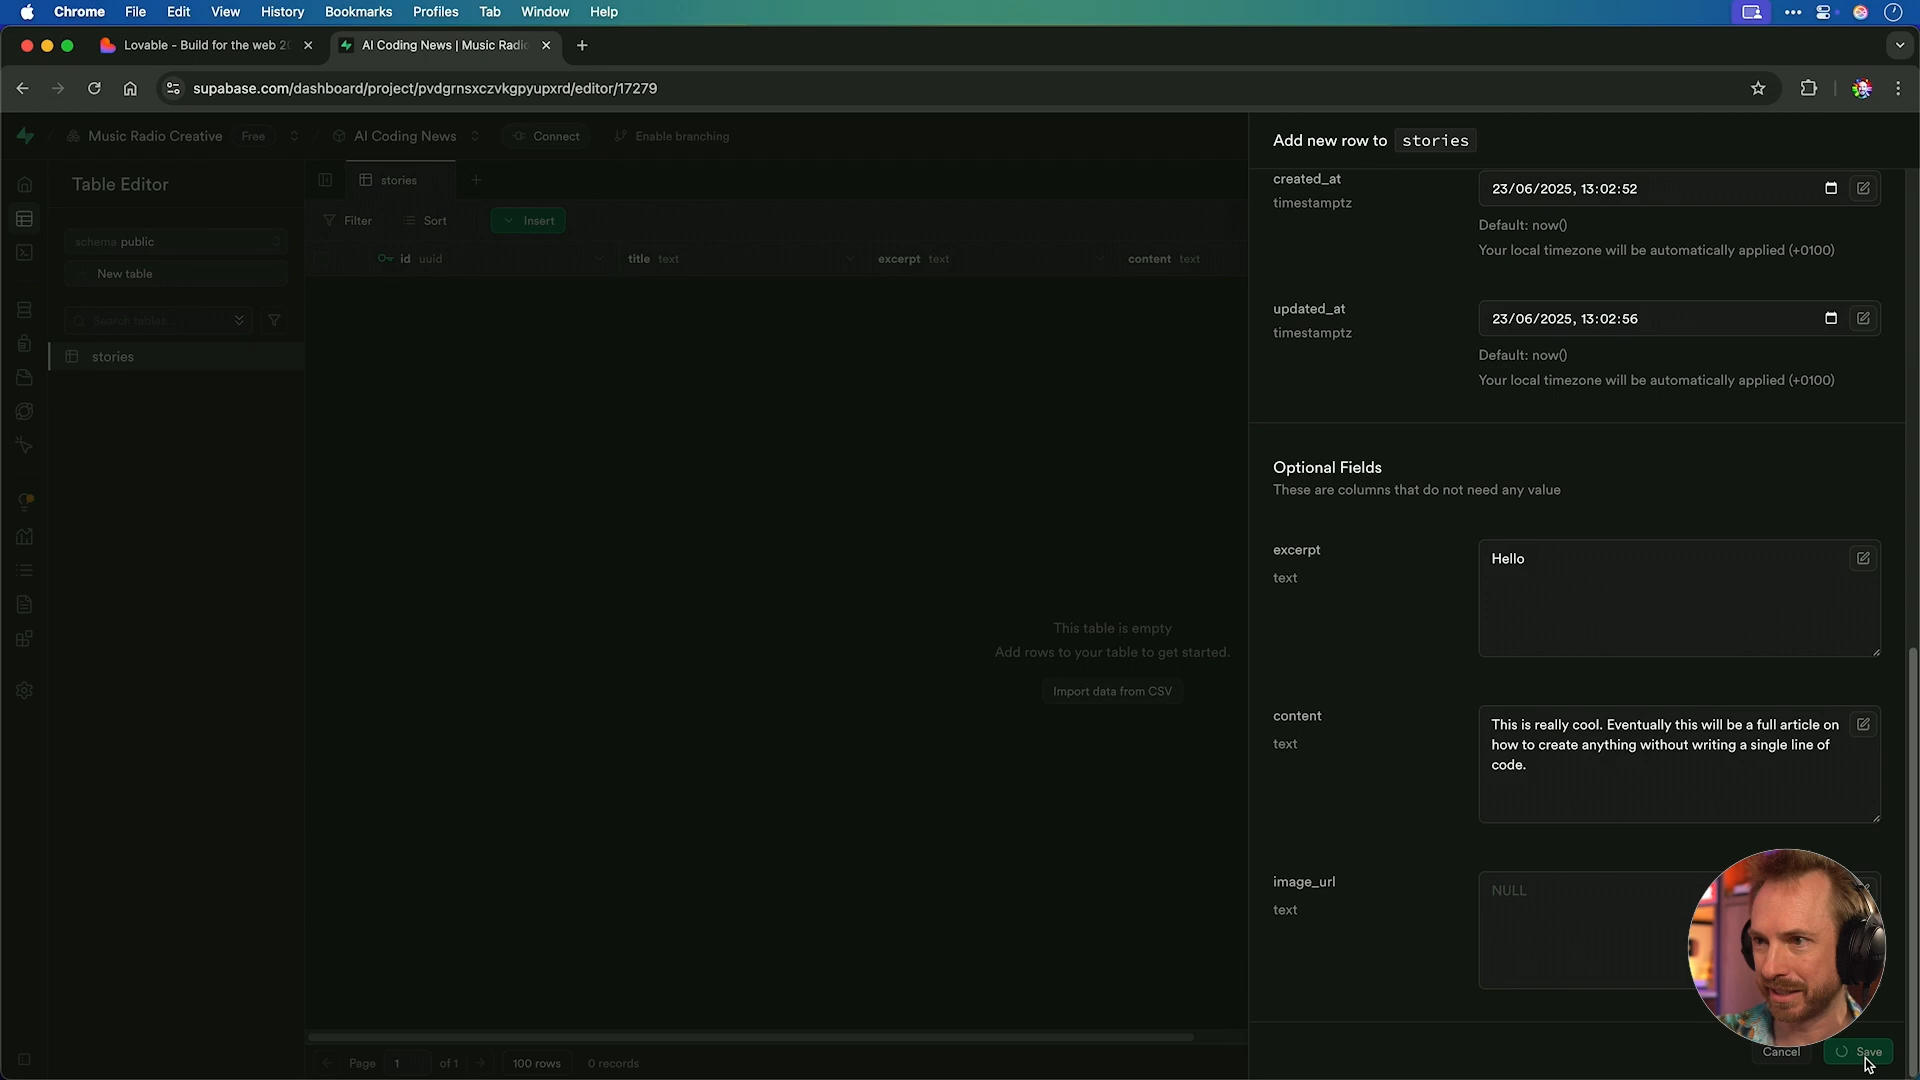 Chrome File Edit View History Bookmarks Profiles Tab Window Help
Lovable - Build for the web 2
AI Coding News | Music Radi
supabase.com/dashboard/project/pvdgrnsxczvkgpyupxrd/editor/17279
Music Radio Creative Free AI Coding News Connect Enable branching
Table Editor
schema public
New table
Search tables...
stories
stories
Filter Sort Insert
id uuid title text excerpt text content text
This table is empty
Add rows to your table to get started.
Import data from CSV
Page 1 of 1 100 rows 0 records
Add new row to stories
created_at
timestamptz
23/06/2025, 13:02:52
Default: now()
Your local timezone will be automatically applied (+0100)
updated_at
timestamptz
23/06/2025, 13:02:56
Default: now()
Your local timezone will be automatically applied (+0100)
Optional Fields
These are columns that do not need any value
excerpt
text
Hello
content
text
This is really cool. Eventually this will be a full article on
how to create anything without writing a single line of
code.
image_url
text
NULL
Cancel Save